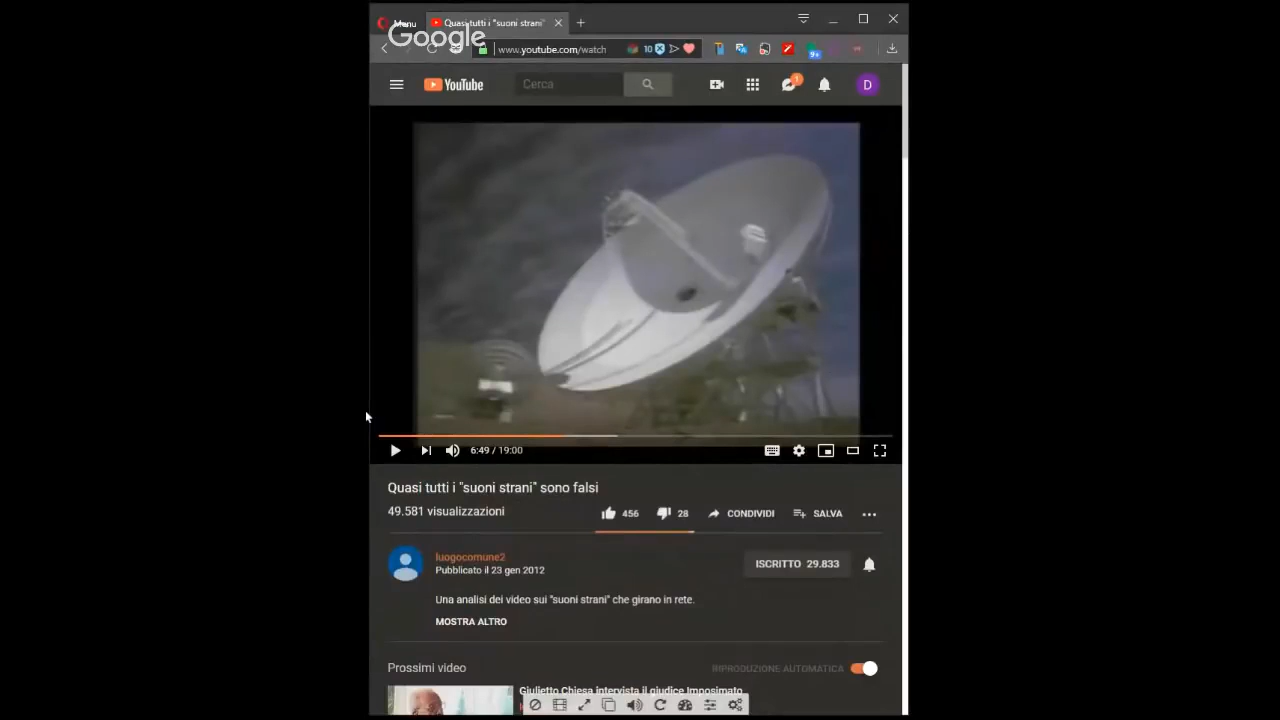 Menu
Quasi tutti i "suoni strani"
Google
www.youtube.com/watch
10
9+
YouTube
Cerca
1
D
6:49 / 19:00
Quasi tutti i "suoni strani" sono falsi
49.581 visualizzazioni
456
28
CONDIVIDI
SALVA
luogocomune2
Pubblicato il 23 gen 2012
ISCRITTO 29.833
Una analisi dei video sui "suoni strani" che girano in rete.
MOSTRA ALTRO
Prossimi video
RIPRODUZIONE AUTOMATICA
Giulietto Chiesa intervista il giudice Imposimato